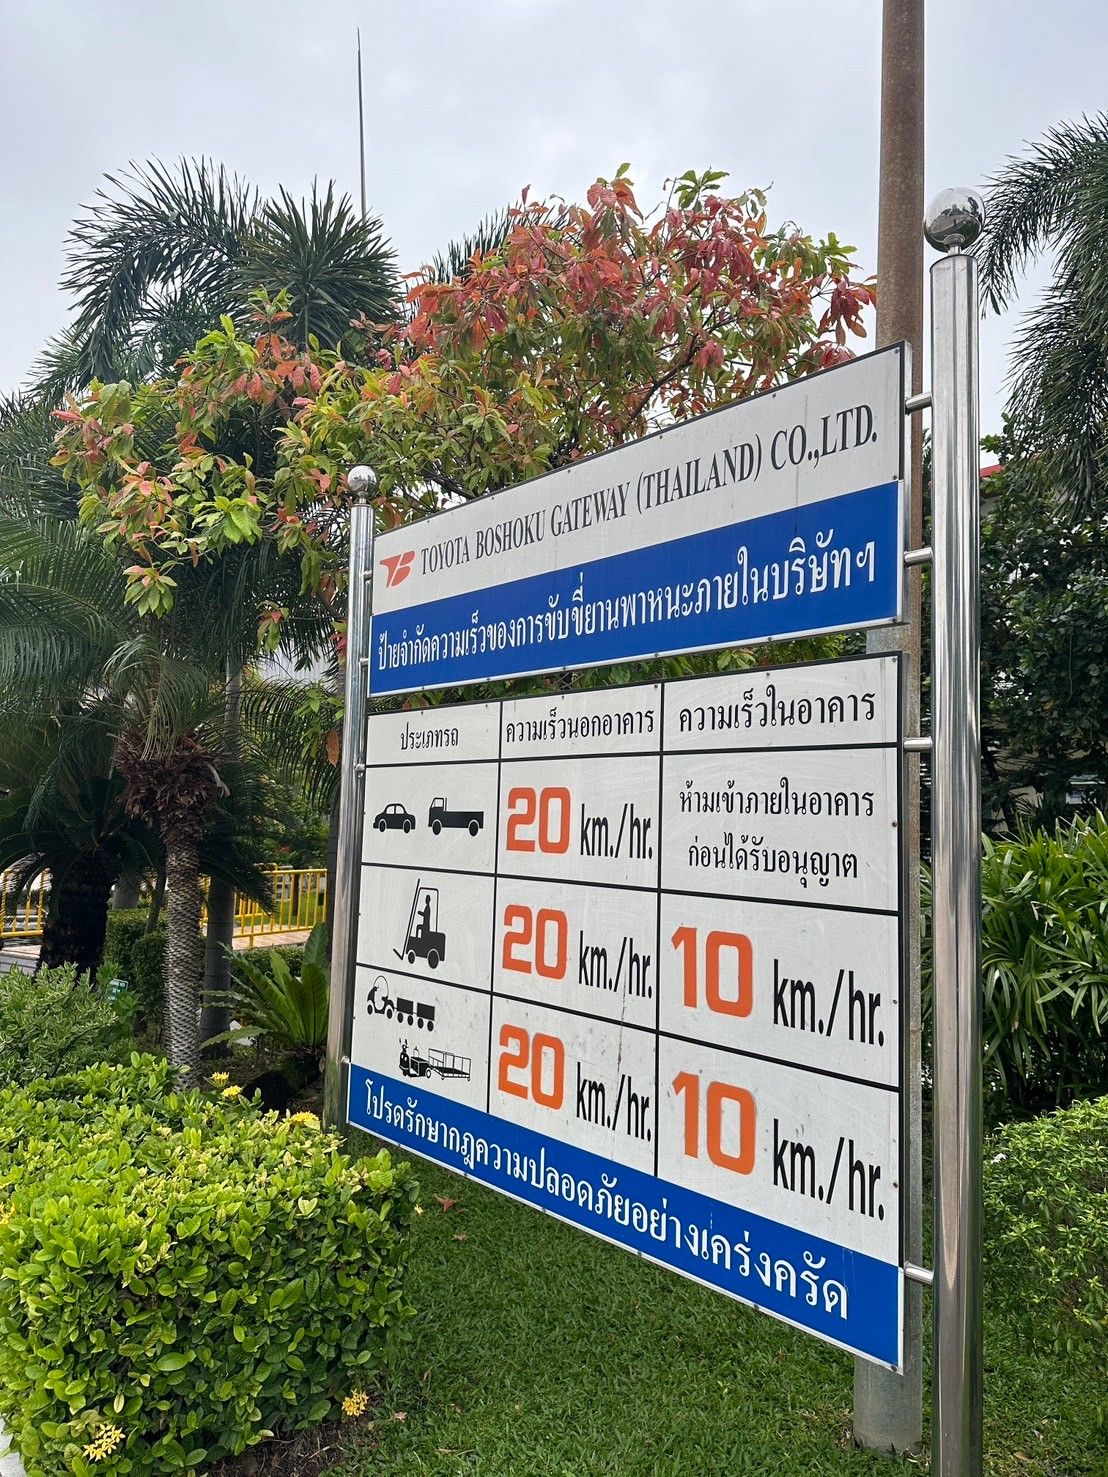 TB TOYOTA BOSHOKU GATEWAY (THAILAND) CO.,LTD.
ป้ายจำกัดความเร็วของการขับขี่ยานพาหนะภายในบริษัทฯ
ประเภทรถ ความเร็วนอกอาคาร ความเร็วในอาคาร
20 km./hr. ห้ามเข้าภายในอาคาร
ก่อนได้รับอนุญาต
20 km./hr. 10 km./hr.
20 km./hr. 10 km./hr.
โปรดรักษากฎความปลอดภัยอย่างเคร่งครัด